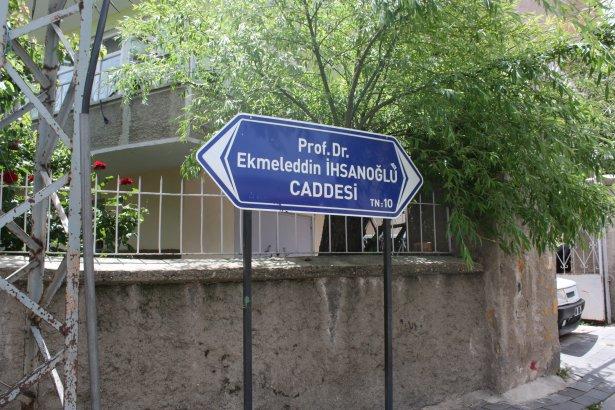 Prof. Dr.
Ekmeleddin İHSANOĞLU
CADDESİ
TN:10